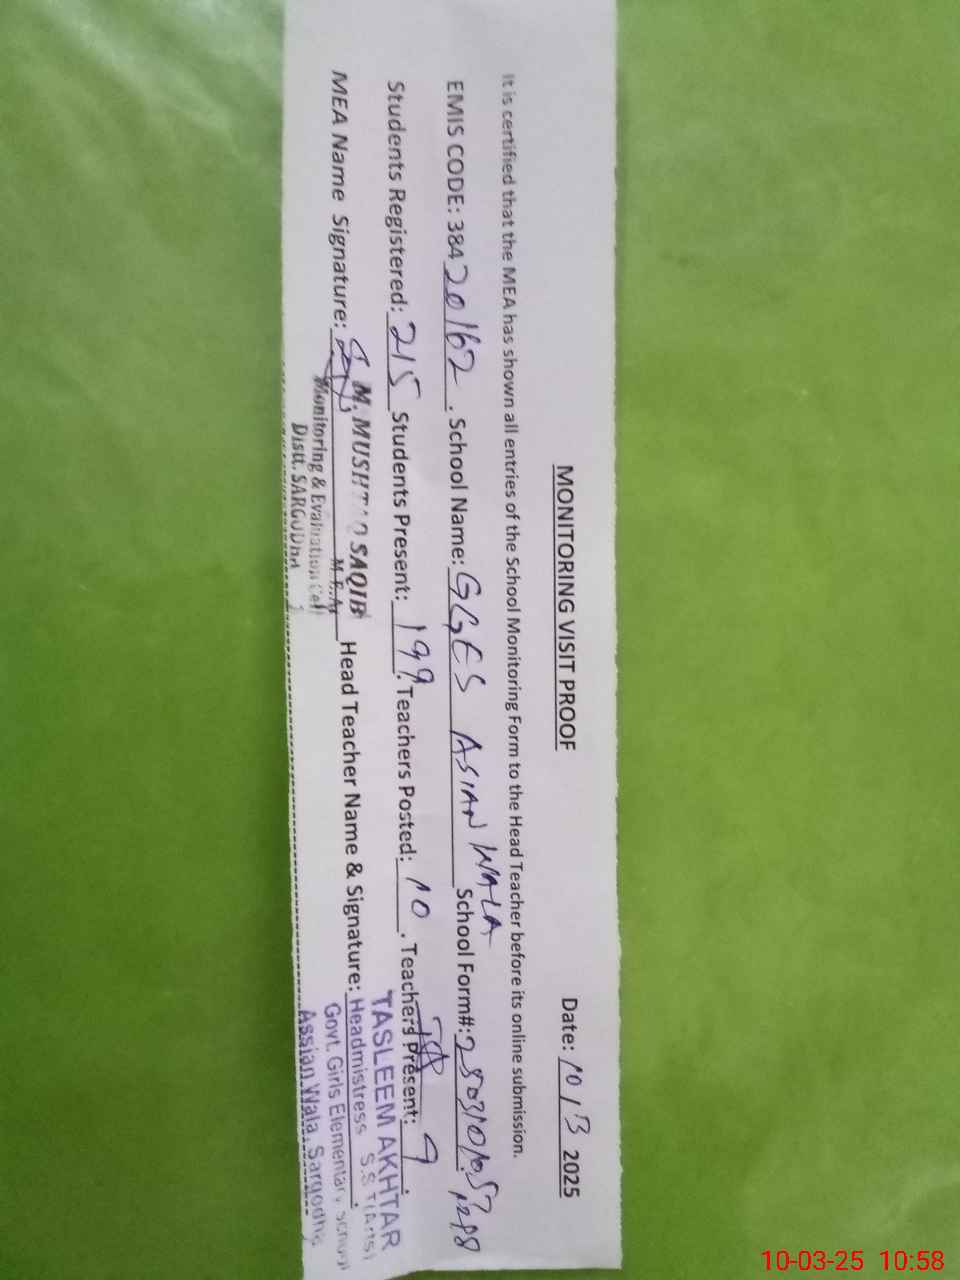 MONITORING VISIT PROOF
Date: 10/3 2025
It is certified that the MEA has shown all entries of the School Monitoring Form to the Head Teacher before its online submission.
EMIS CODE: 38420162. School Name: GGES ASIAN WALA School Form#:
Students Registered: 215 Students Present: 199. Teachers Posted: 10. Teachers Present: 9.
MEA Name Signature: Head Teacher Name & Signature:
M. MUSHTAQ SAQIB
M.E.A
Monitoring & Evaluation Cell
Distt. SARGODHA
TASLEEM AKHTAR
Headmistress S.S.T(Arts)
Govt. Girls Elementary School
Assian Wala, Sargodha
10-03-25 10:58